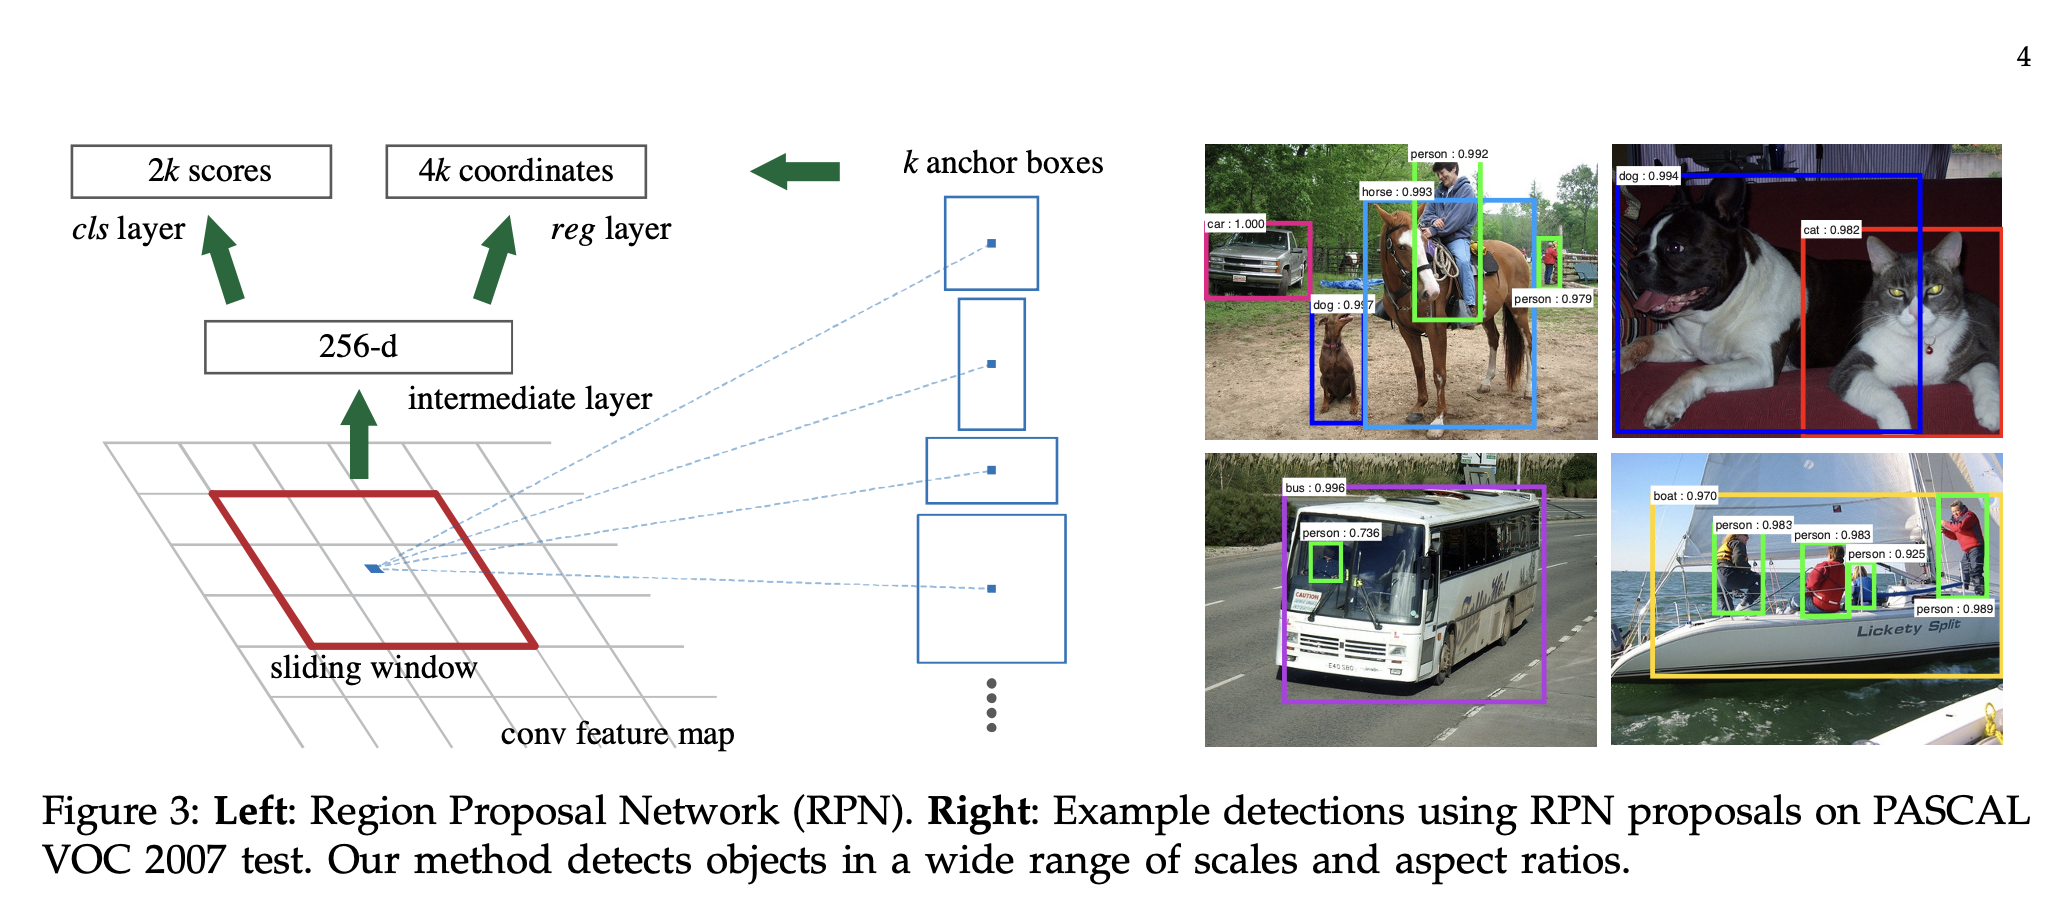 4
2k scores
4k coordinates
k anchor boxes
cls layer
reg layer
256-d
intermediate layer
sliding window
conv feature map
person : 0.992
horse : 0.993
car : 1.000
dog : 0.997
person : 0.979
dog : 0.994
cat : 0.982
bus : 0.996
person : 0.736
CAUTION
boat : 0.970
person : 0.983
person : 0.983
person : 0.925
person : 0.989
Lickety Split
Figure 3: Left: Region Proposal Network (RPN). Right: Example detections using RPN proposals on PASCAL
VOC 2007 test. Our method detects objects in a wide range of scales and aspect ratios.